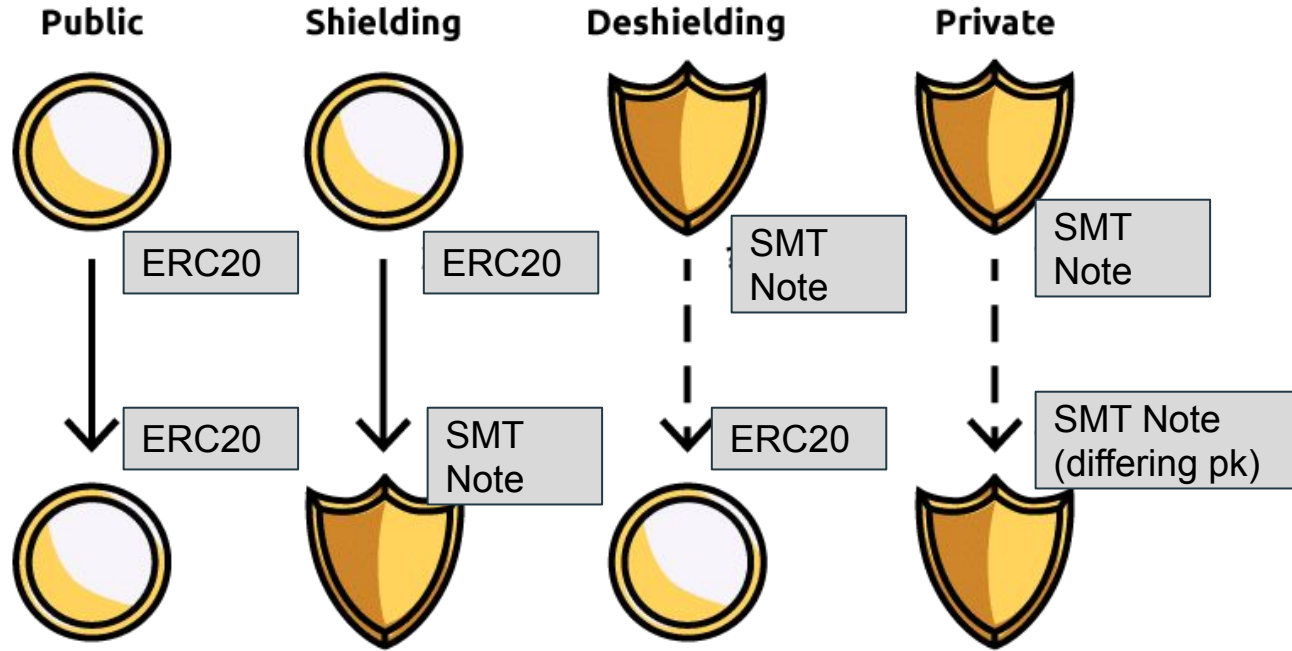 Public
Shielding
Deshielding
Private
ERC20
ERC20
SMT
Note
SMT
Note
ERC20
SMT
Note
ERC20
SMT Note
(differing pk)